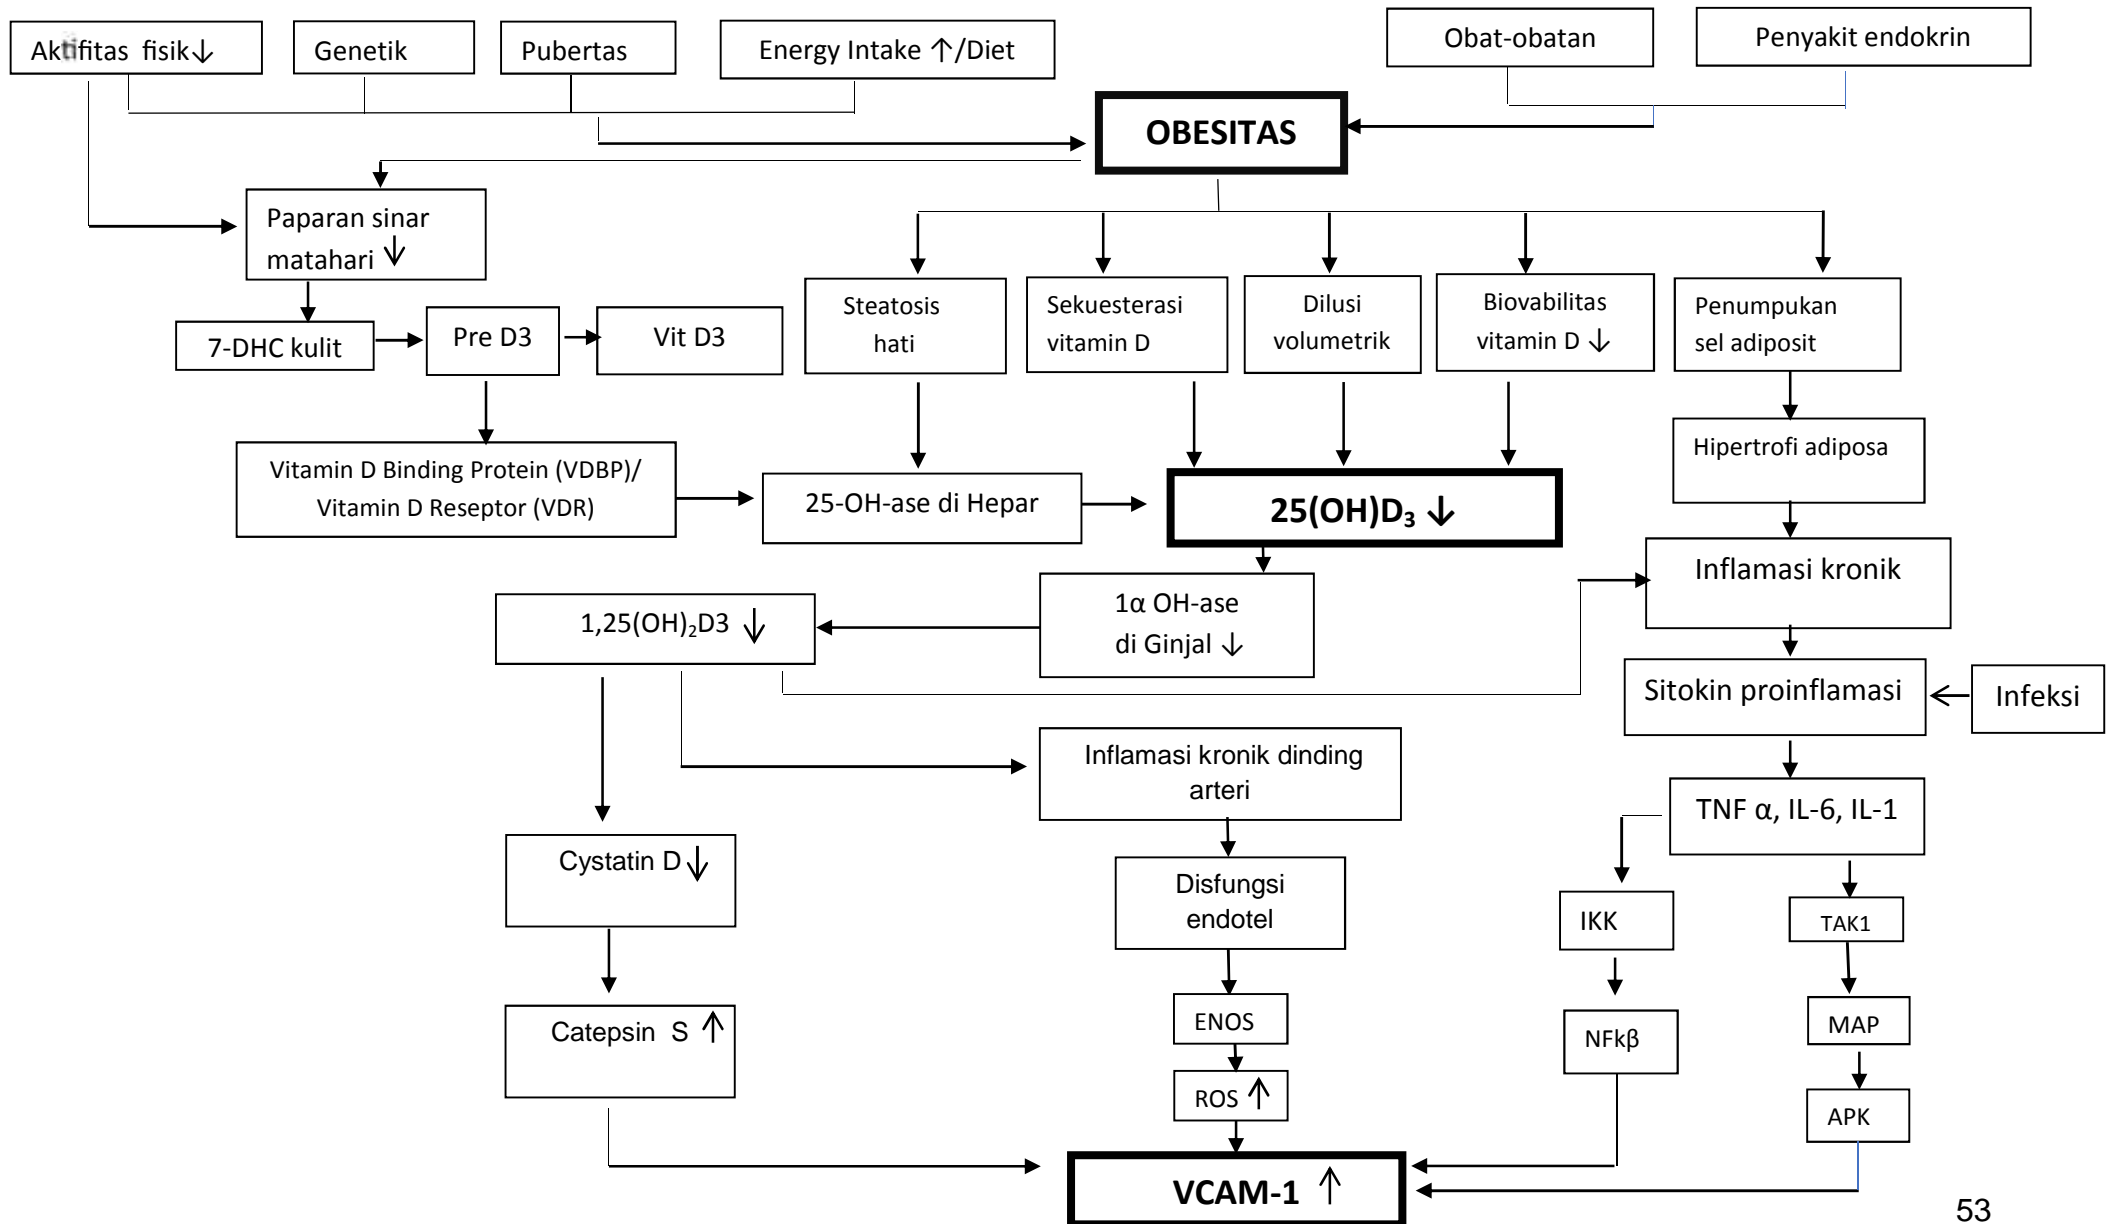 Aktifitas fisik↓
Genetik
Pubertas
Energy Intake ↑/Diet
Obat-obatan
Penyakit endokrin
OBESITAS
Paparan sinar
matahari ↓
Steatosis
hati
Sekuesterasi
vitamin D
Dilusi
volumetrik
Biovabilitas
vitamin D ↓
Penumpukan
sel adiposit
7-DHC kulit
Pre D3
Vit D3
Hipertrofi adiposa
Vitamin D Binding Protein (VDBP)/
Vitamin D Reseptor (VDR)
25-OH-ase di Hepar
25(OH)D₃ ↓
Inflamasi kronik
1,25(OH)₂D3 ↓
1α OH-ase
di Ginjal ↓
Sitokin proinflamasi
Infeksi
Inflamasi kronik dinding
arteri
TNF α, IL-6, IL-1
Cystatin D ↓
Disfungsi
endotel
IKK
TAK1
Catepsin S ↑
ENOS
NFkβ
MAP
ROS ↑
APK
VCAM-1 ↑
53